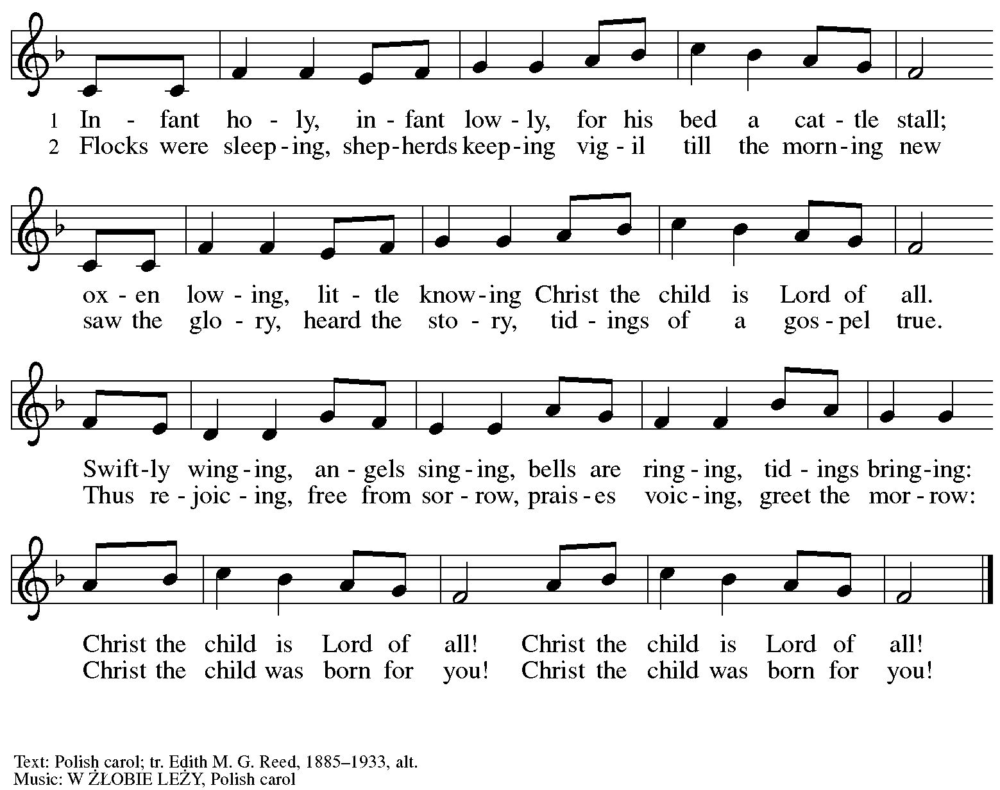 1 In - fant ho - ly, in - fant low - ly, for his bed a cat - tle stall;
2 Flocks were sleep - ing, shep - herds keep - ing vig - il till the morn - ing new
ox - en low - ing, lit - tle know - ing Christ the child is Lord of all.
saw the glo - ry, heard the sto - ry, tid - ings of a gos - pel true.
Swift - ly wing - ing, an - gels sing - ing, bells are ring - ing, tid - ings bring - ing:
Thus re - joic - ing, free from sor - row, prais - es voic - ing, greet the mor - row:
Christ the child is Lord of all! Christ the child is Lord of all!
Christ the child was born for you! Christ the child was born for you!
Text: Polish carol; tr. Edith M. G. Reed, 1885–1933, alt.
Music: W ŻŁOBIE LEŻY, Polish carol